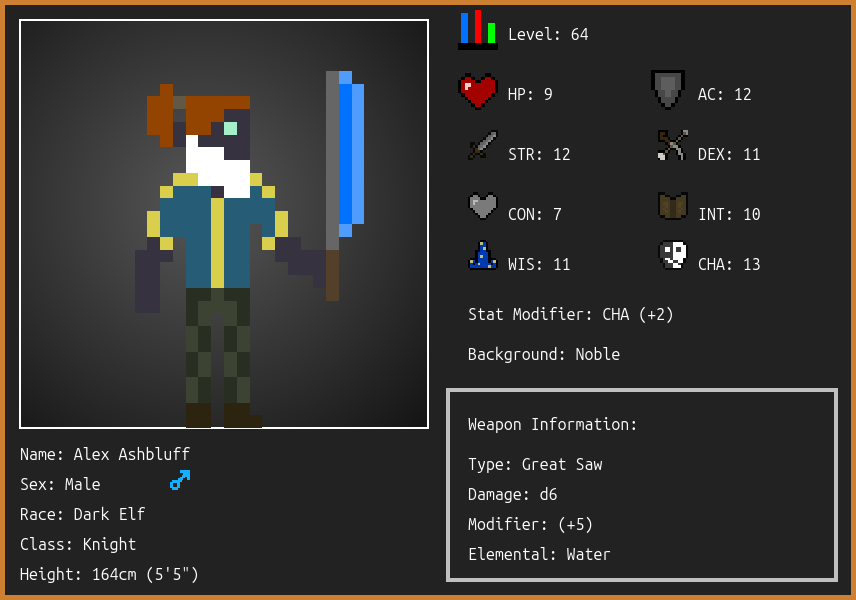 Level: 64
HP: 9
AC: 12
STR: 12
DEX: 11
CON: 7
INT: 10
WIS: 11
CHA: 13
Stat Modifier: CHA (+2)
Background: Noble
Weapon Information:
Type: Great Saw
Damage: d6
Modifier: (+5)
Elemental: Water
Name: Alex Ashbluff
Sex: Male
Race: Dark Elf
Class: Knight
Height: 164cm (5'5")